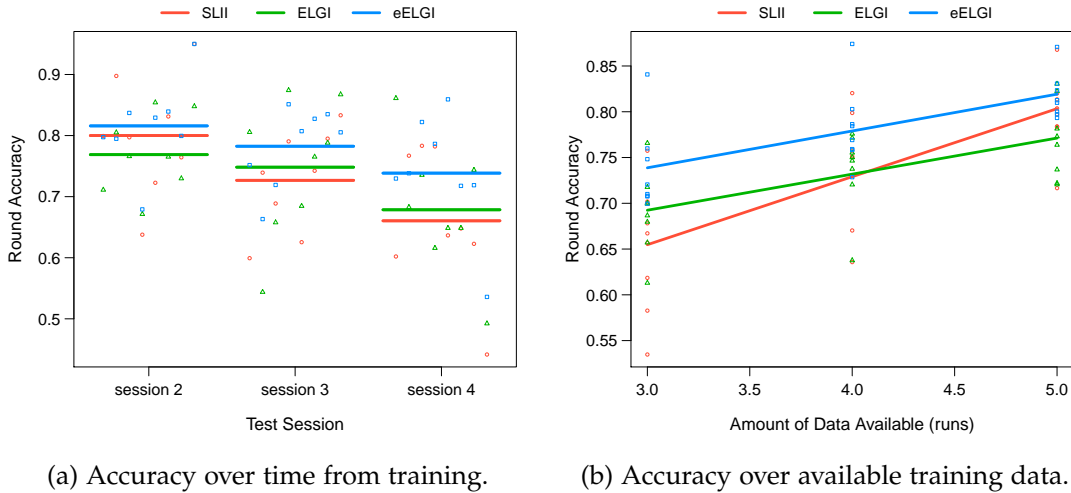 SLII ELGI eELGI
0.9
0.8
0.7
0.6
0.5
Round Accuracy
session 2 session 3 session 4
Test Session
(a) Accuracy over time from training.
SLII ELGI eELGI
0.85
0.80
0.75
0.70
0.65
0.60
0.55
Round Accuracy
3.0 3.5 4.0 4.5 5.0
Amount of Data Available (runs)
(b) Accuracy over available training data.